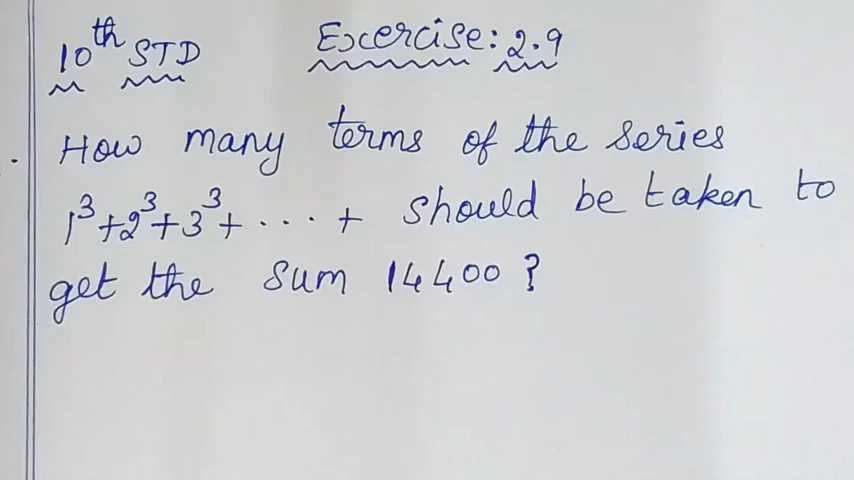 10th STD Excercise: 2.9
. How many terms of the series
1³+2³+3³+ .... + should be taken to
get the sum 14400?